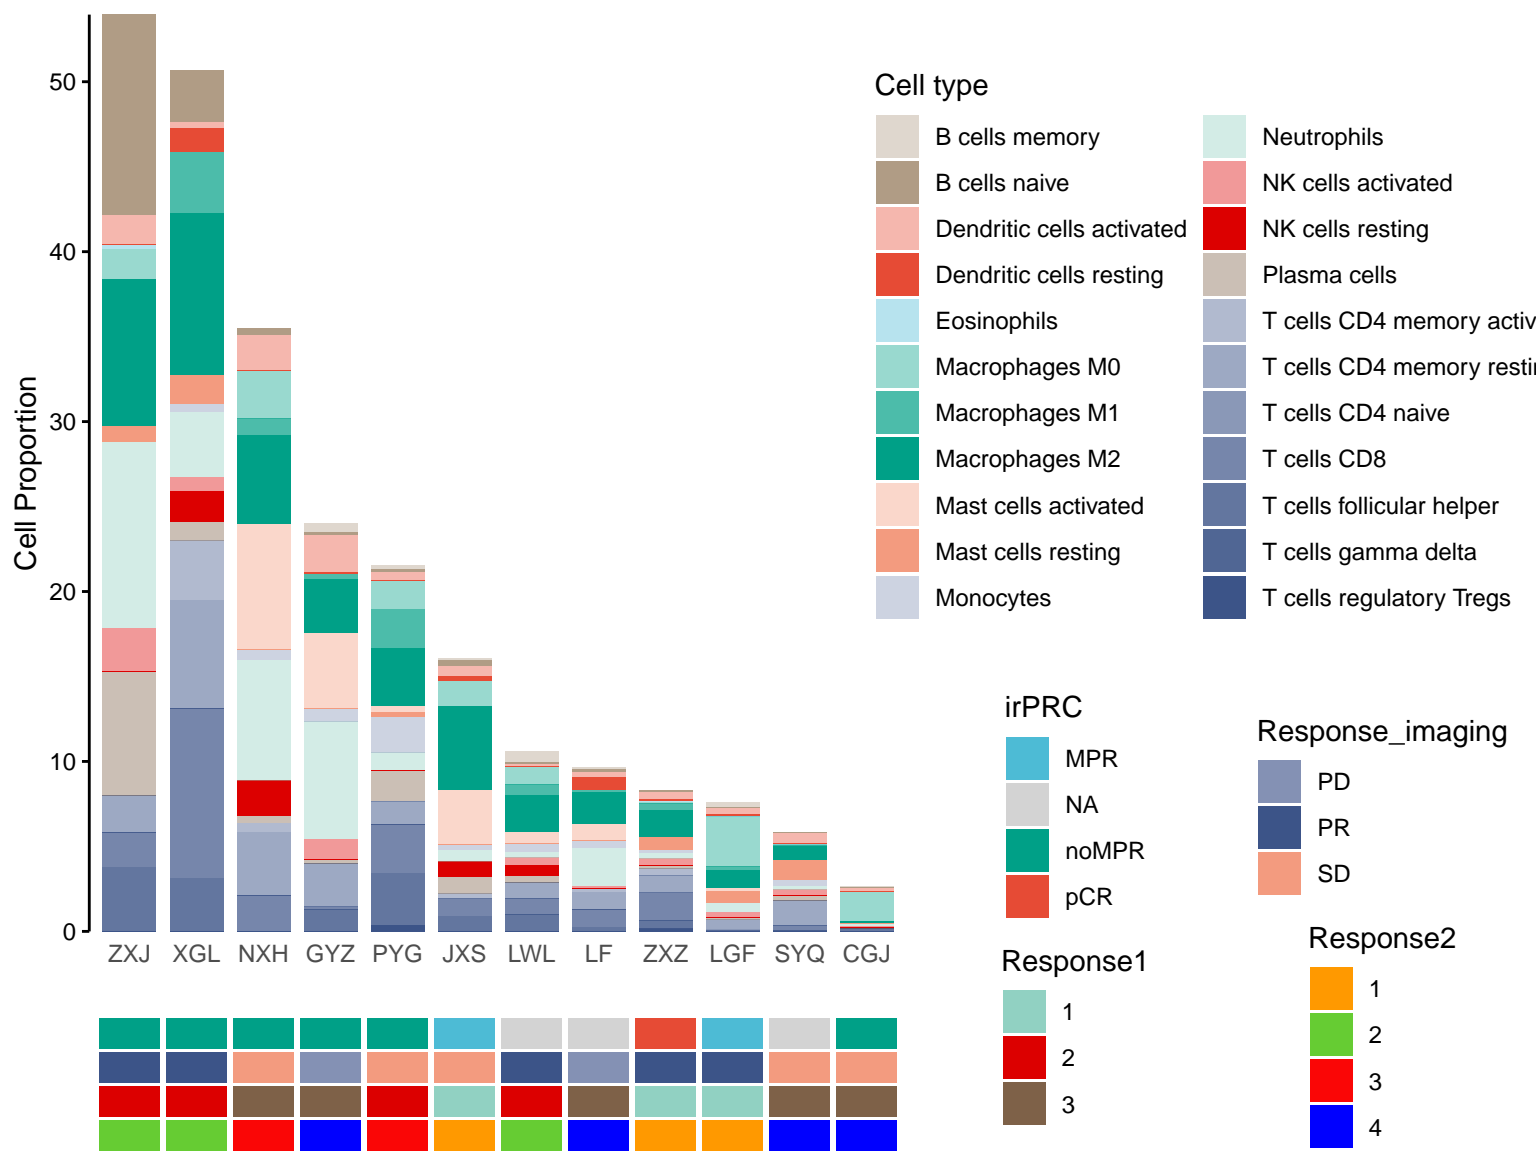 Cell Proportion
50
40
30
20
10
0
ZXJ XGL NXH GYZ PYG JXS LWL LF ZXZ LGF SYQ CGJ
Cell type
B cells memory
B cells naive
Dendritic cells activated
Dendritic cells resting
Eosinophils
Macrophages M0
Macrophages M1
Macrophages M2
Mast cells activated
Mast cells resting
Monocytes
Neutrophils
NK cells activated
NK cells resting
Plasma cells
T cells CD4 memory activ
T cells CD4 memory resti
T cells CD4 naive
T cells CD8
T cells follicular helper
T cells gamma delta
T cells regulatory Tregs
irPRC
MPR
NA
noMPR
pCR
Response_imaging
PD
PR
SD
Response1
1
2
3
Response2
1
2
3
4